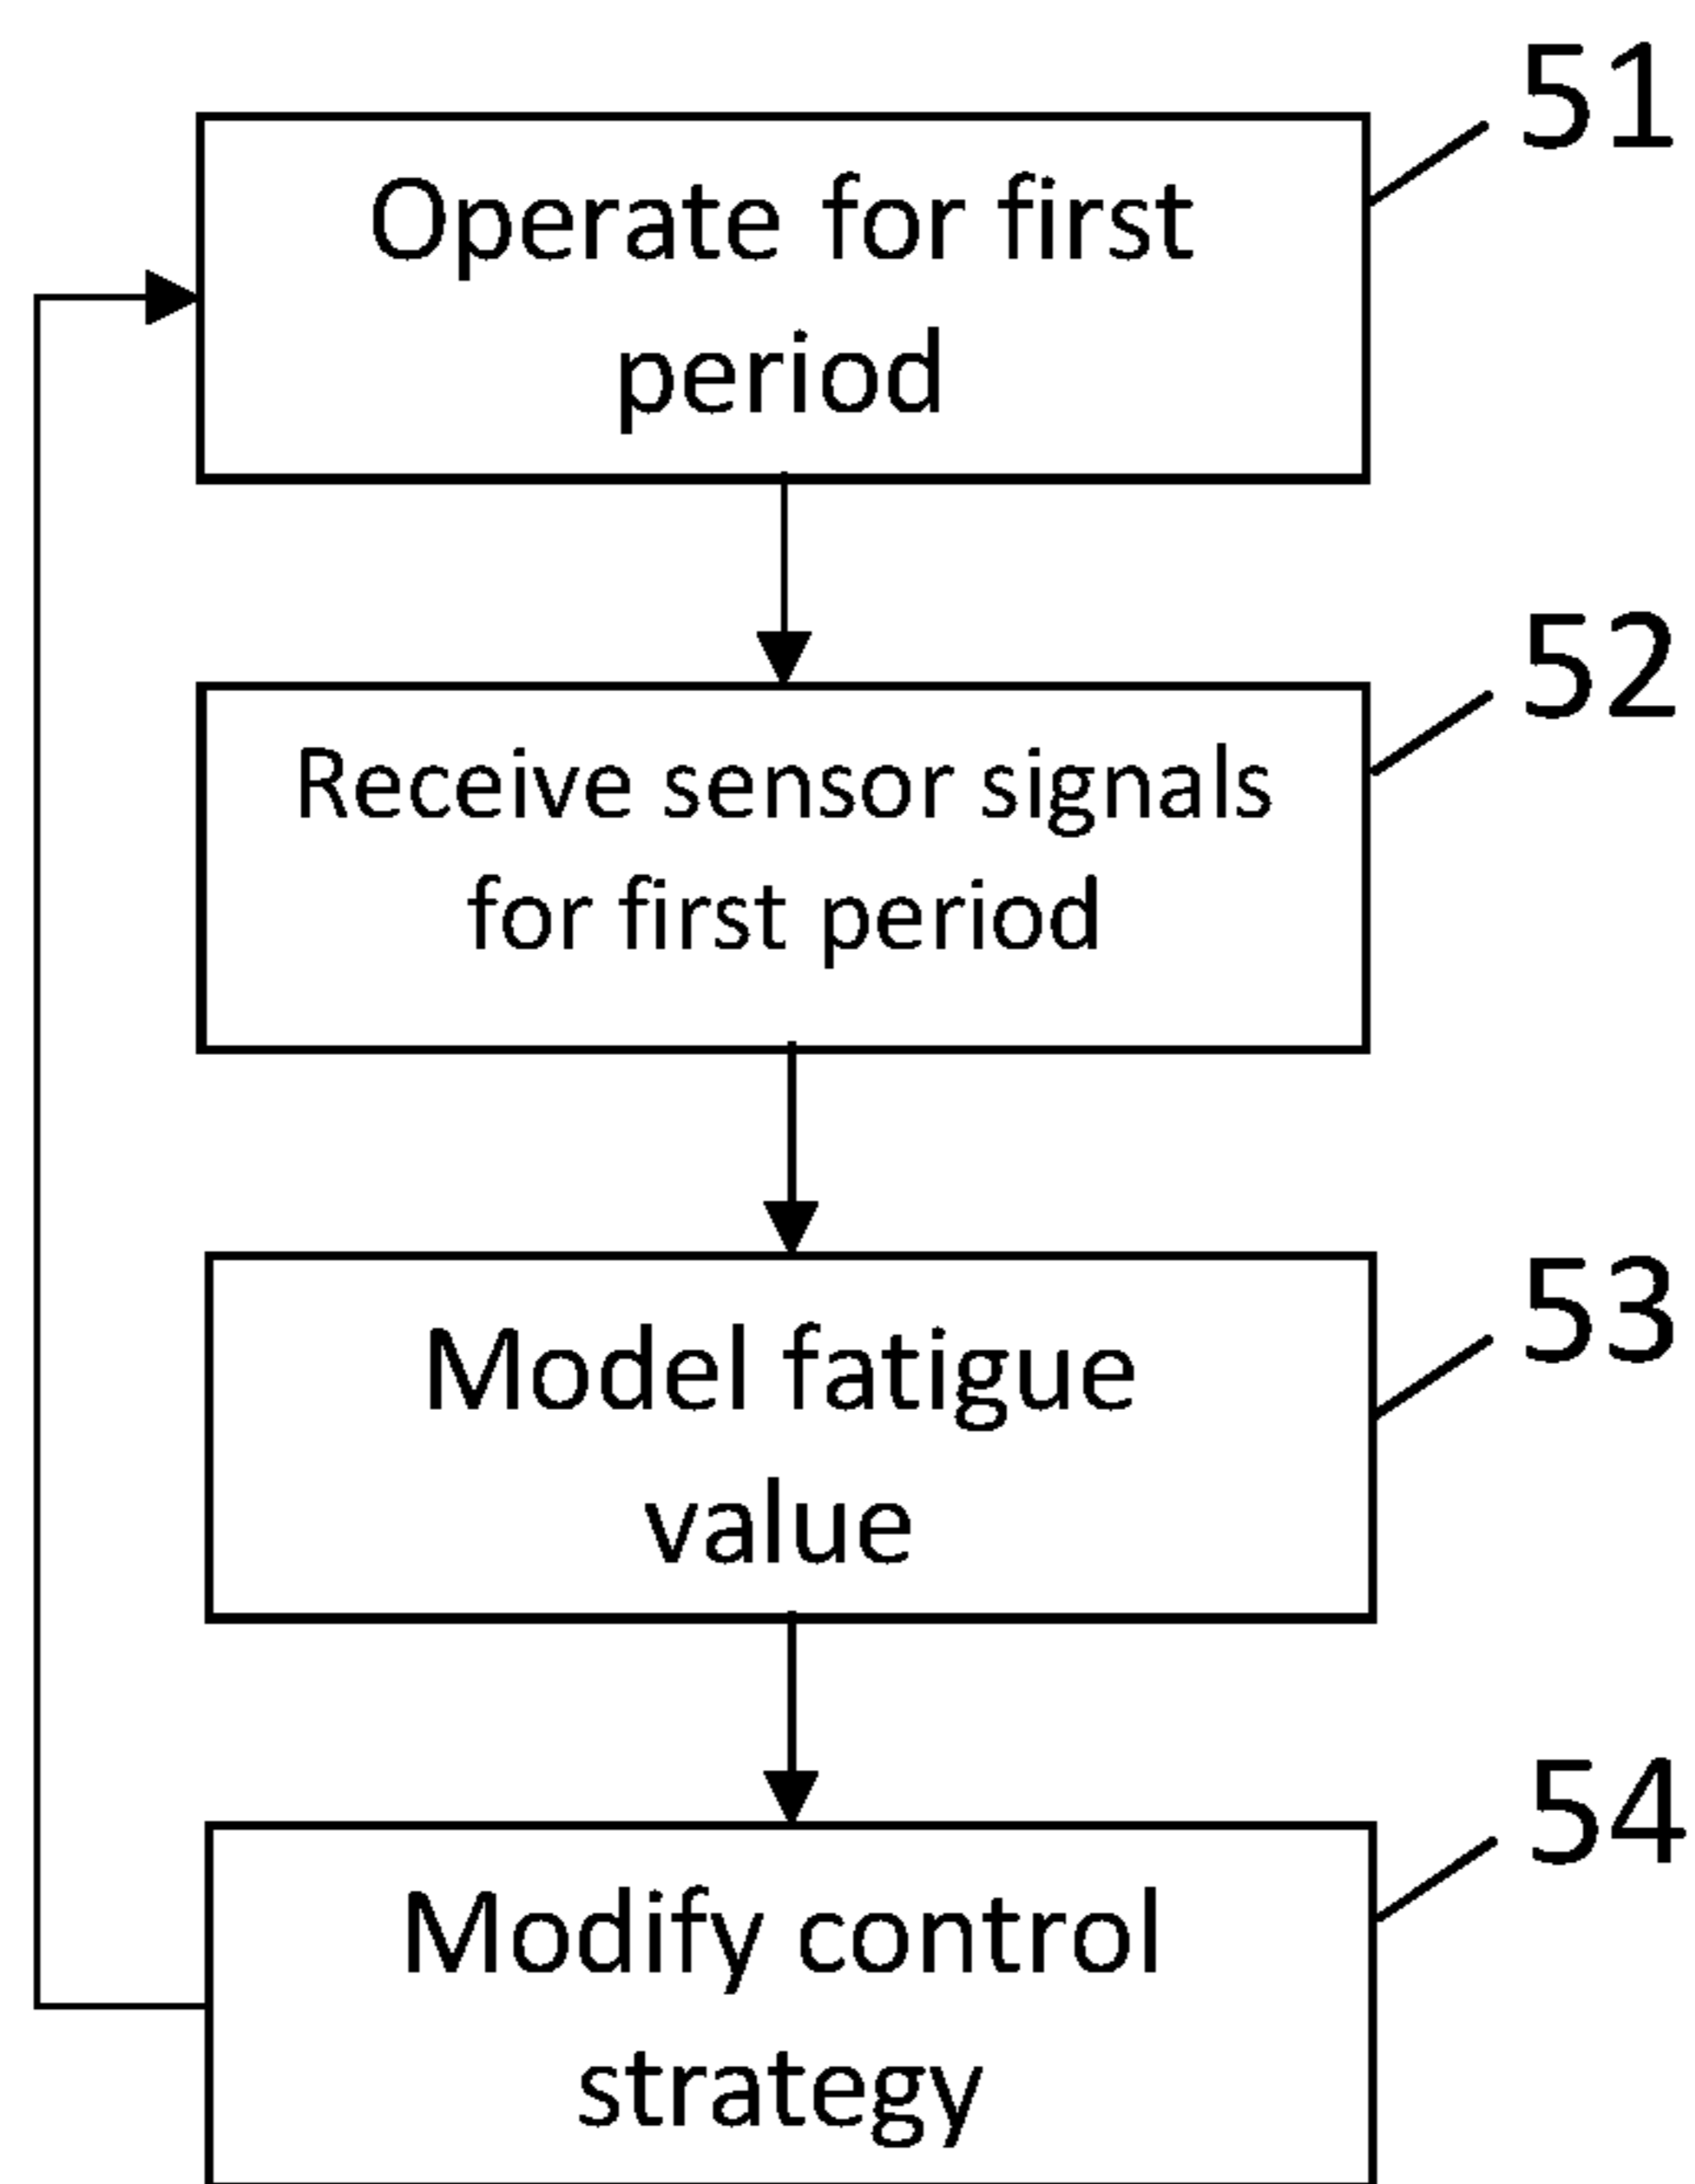 51
Operate for first
period
52
Receive sensor signals
for first period
53
Model fatigue
value
54
Modify control
strategy